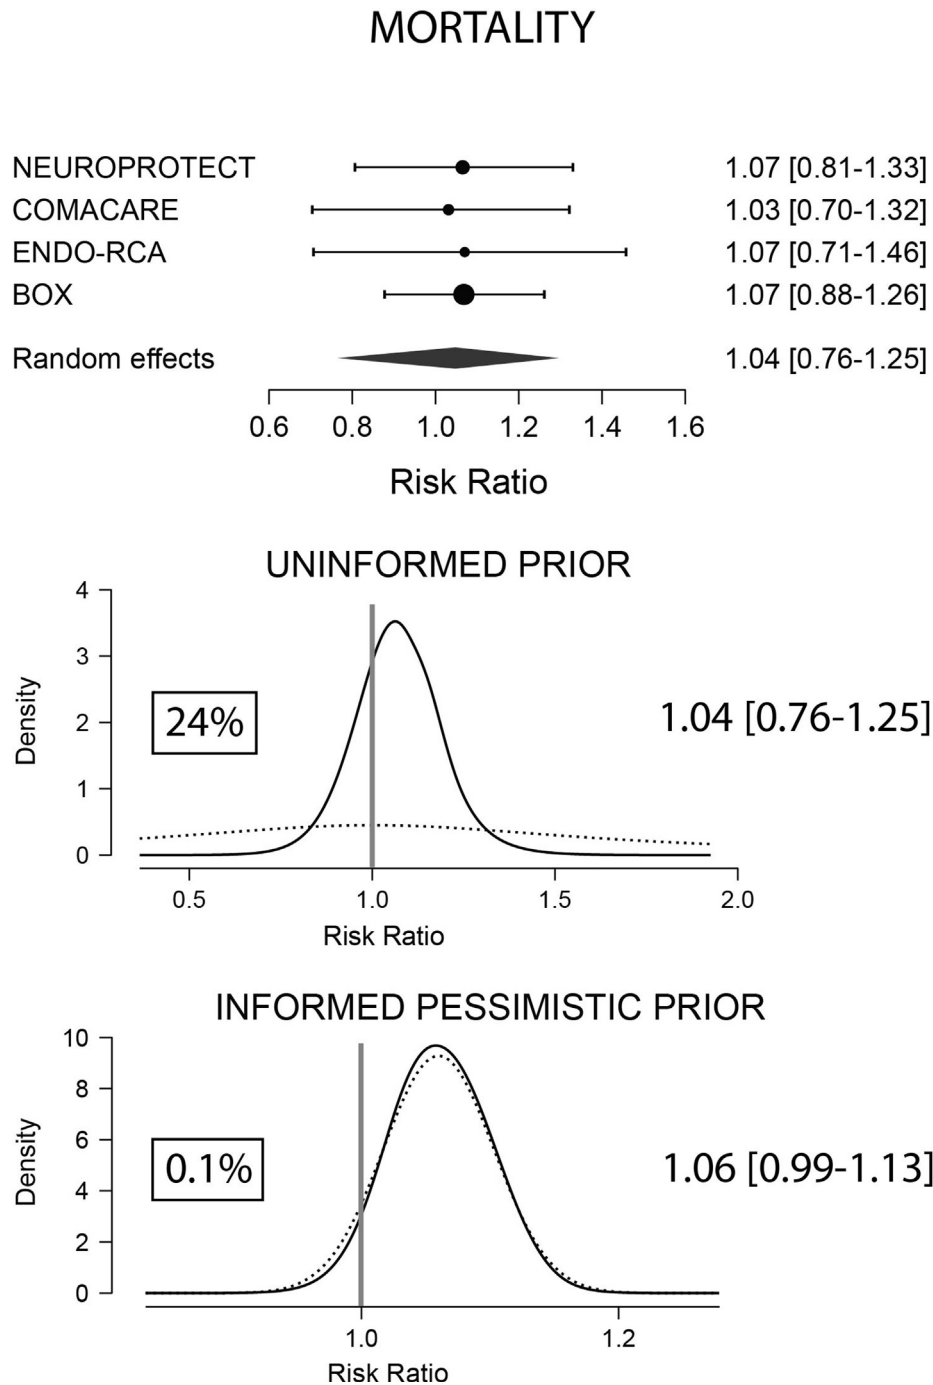 MORTALITY
NEUROPROTECT 1.07 [0.81-1.33]
COMACARE 1.03 [0.70-1.32]
ENDO-RCA 1.07 [0.71-1.46]
BOX 1.07 [0.88-1.26]
Random effects 1.04 [0.76-1.25]
0.6 0.8 1.0 1.2 1.4 1.6
Risk Ratio
UNINFORMED PRIOR
4
3
2
1
0
Density
24%
1.04 [0.76-1.25]
0.5 1.0 1.5 2.0
Risk Ratio
INFORMED PESSIMISTIC PRIOR
10
8
6
4
2
0
Density
0.1%
1.06 [0.99-1.13]
1.0 1.2
Risk Ratio